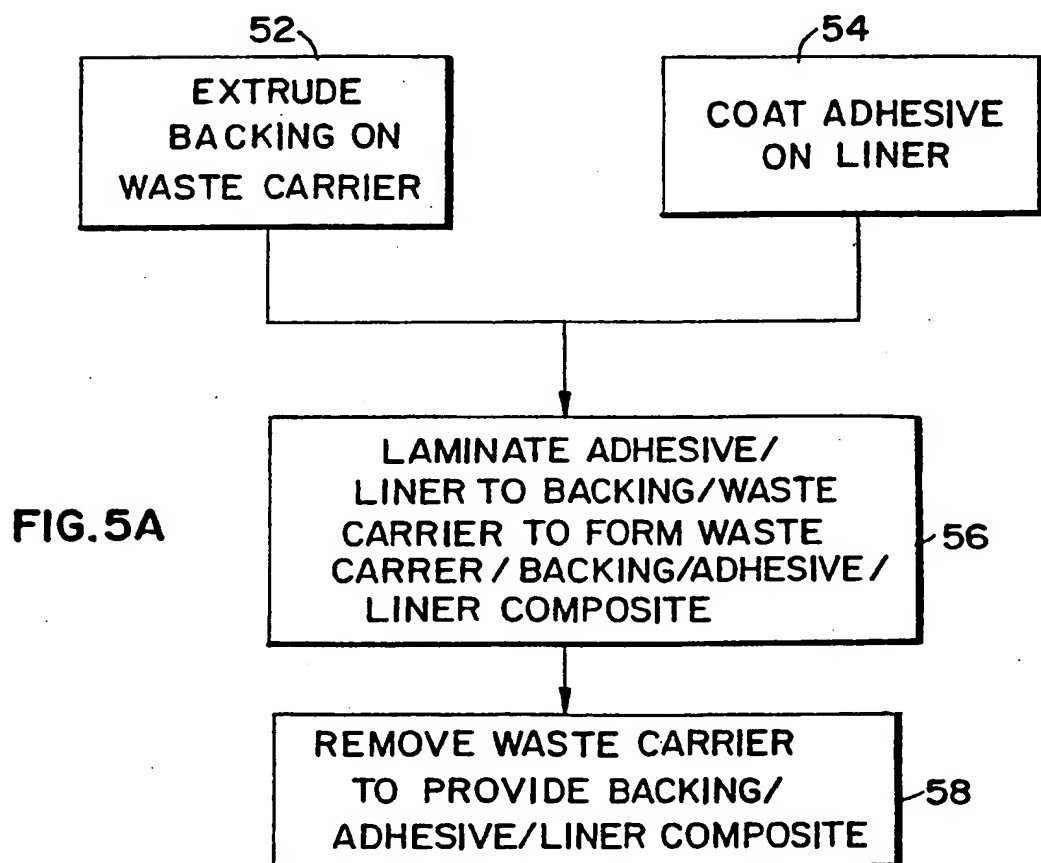 52
EXTRUDE
BACKING ON
WASTE CARRIER
54
COAT ADHESIVE
ON LINER
LAMINATE ADHESIVE/
LINER TO BACKING/WASTE
CARRIER TO FORM WASTE
CARRER / BACKING/ADHESIVE/
LINER COMPOSITE
56
FIG.5A
REMOVE WASTE CARRIER
TO PROVIDE BACKING/
ADHESIVE/LINER COMPOSITE
58